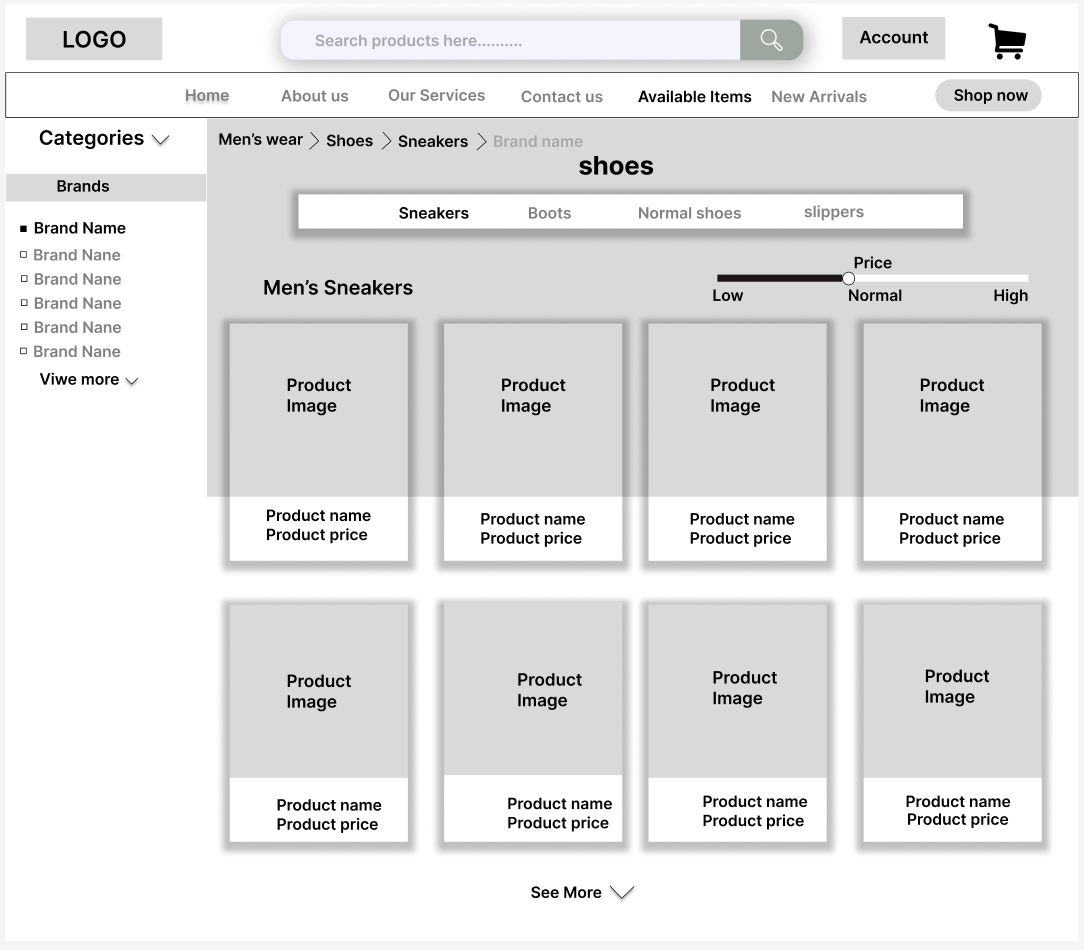 LOGO
Search products here..........
Account
Home About us Our Services Contact us Available Items New Arrivals Shop now
Categories
Men's wear Shoes Sneakers Brand name
shoes
Brands
Sneakers Boots Normal shoes slippers
Brand Name
Brand Nane
Brand Nane
Brand Nane
Brand Nane
Brand Nane
Viwe more
Price
Men's Sneakers
Low Normal High
Product
Image
Product
Image
Product
Image
Product
Image
Product name
Product price
Product name
Product price
Product name
Product price
Product name
Product price
Product
Image
Product
Image
Product
Image
Product
Image
Product name
Product price
Product name
Product price
Product name
Product price
Product name
Product price
See More